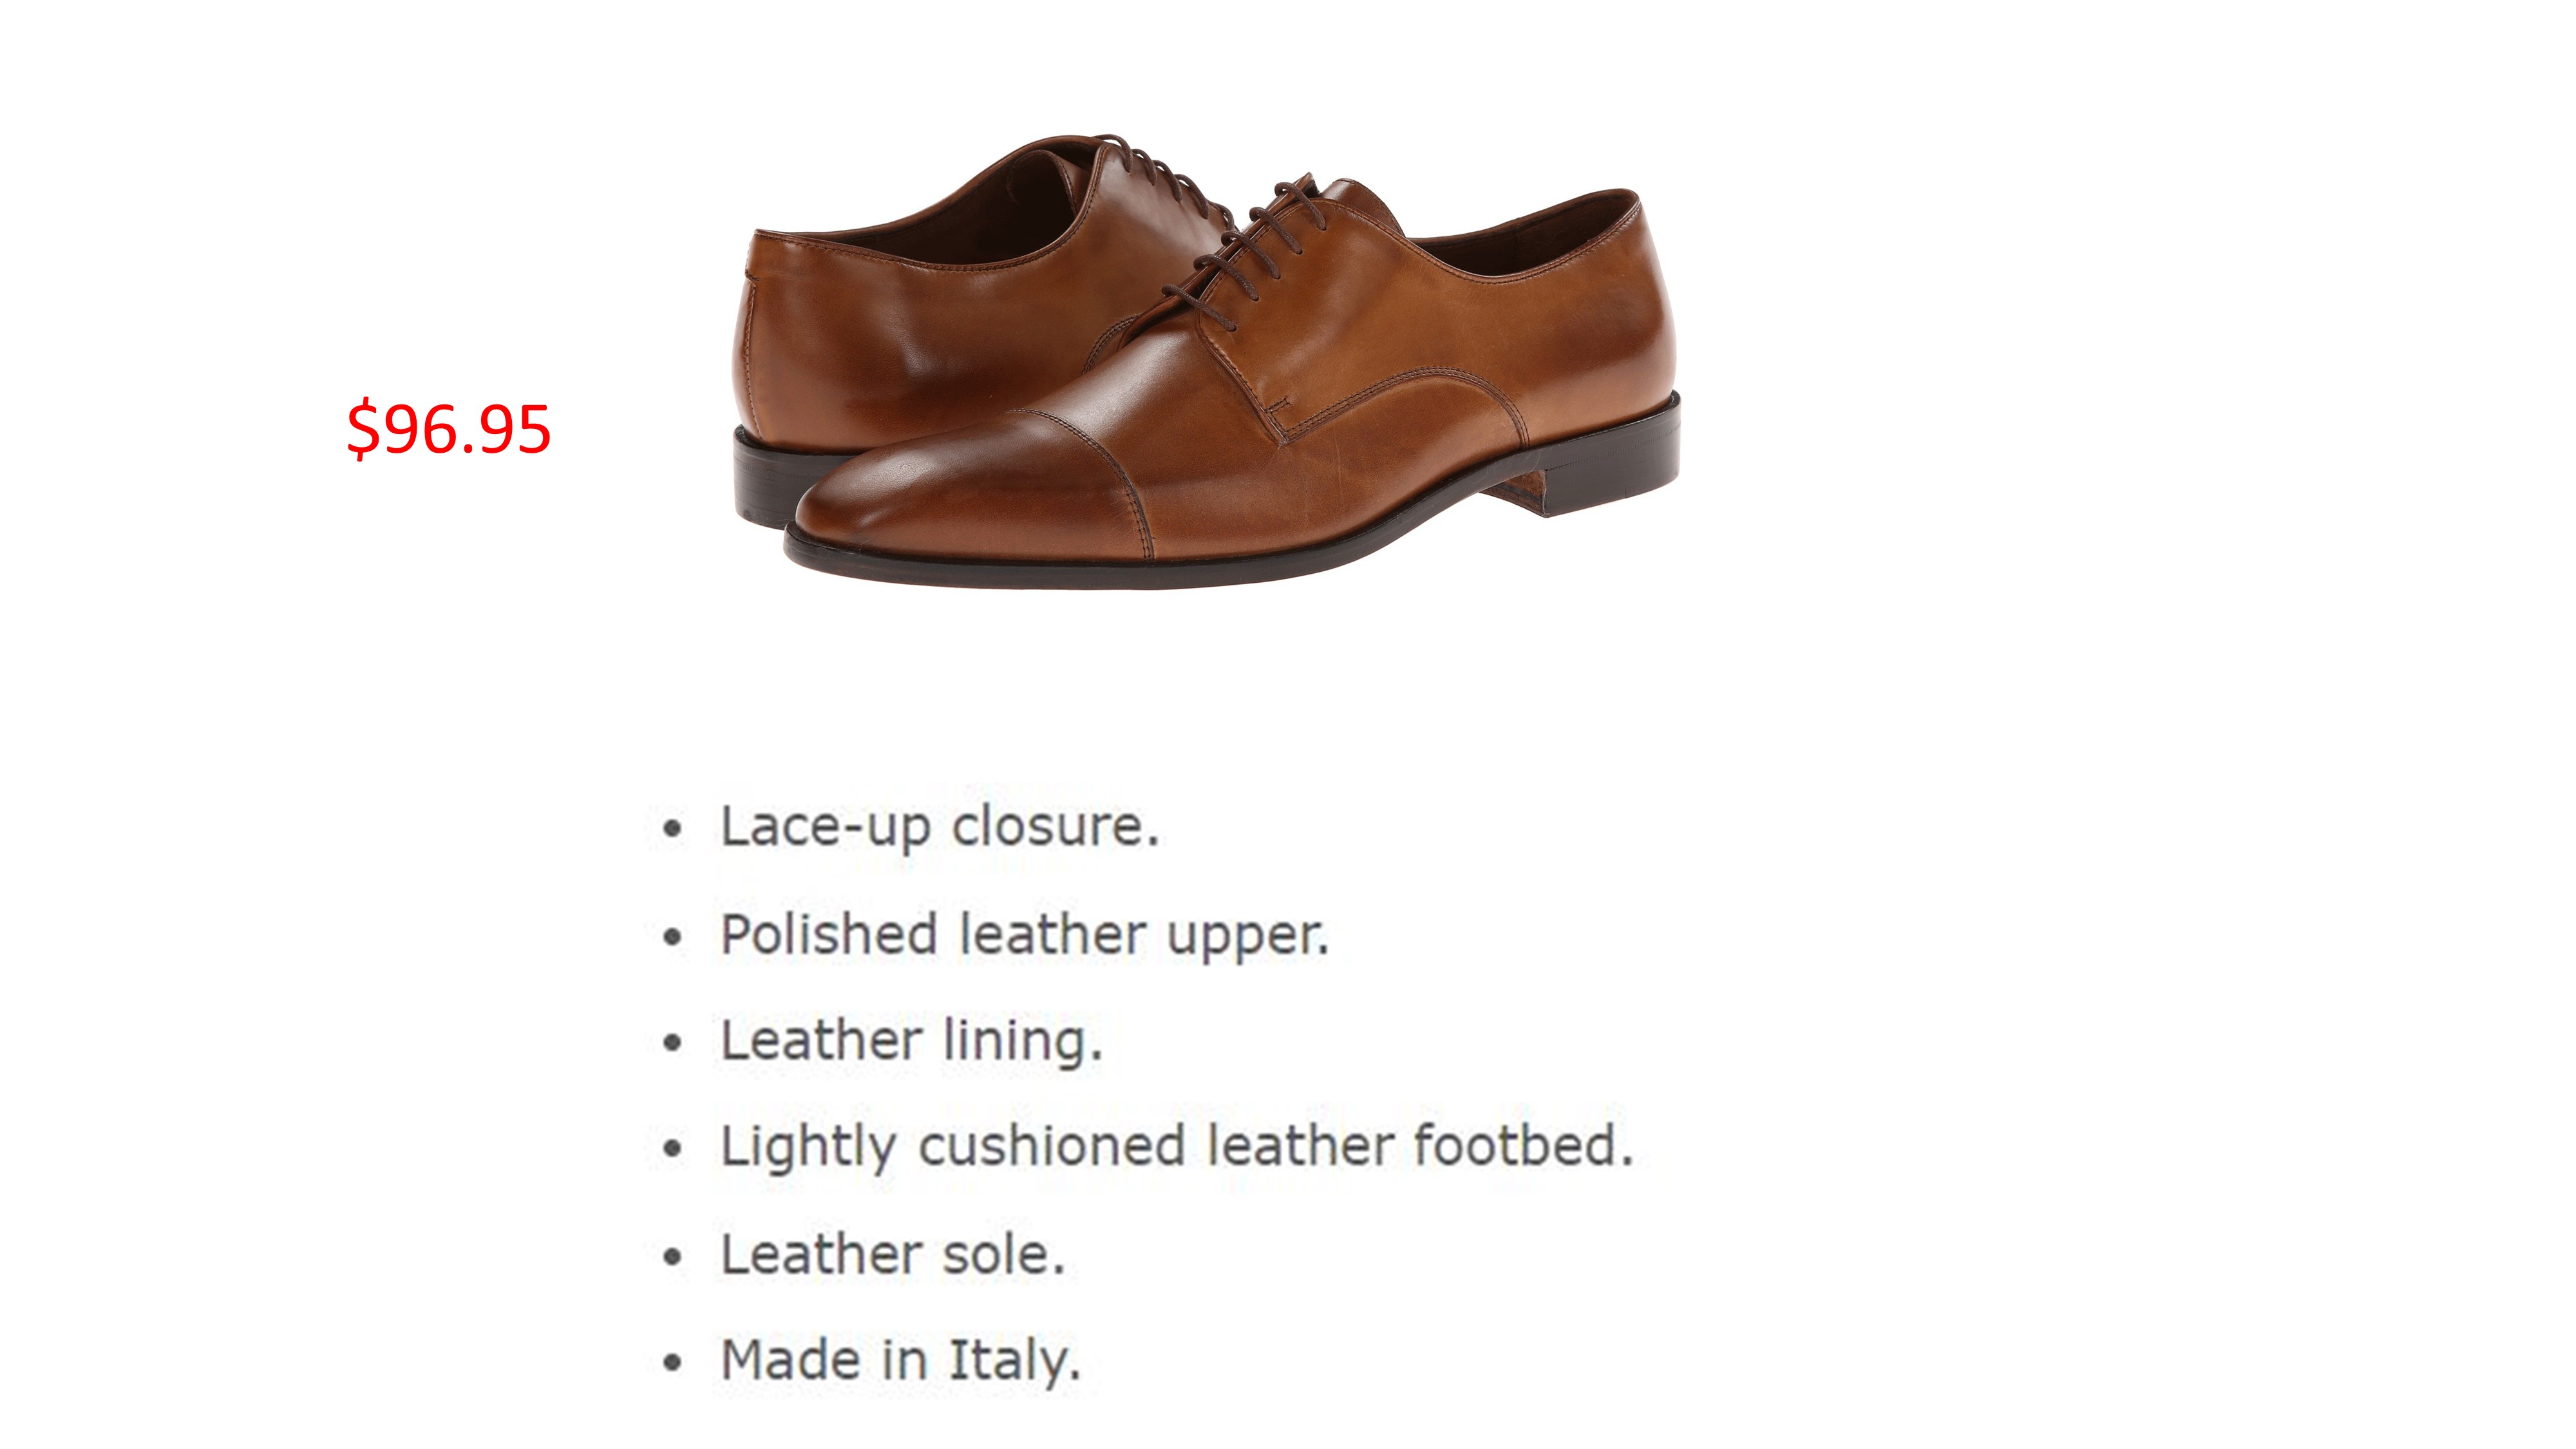 $96.95
• Lace-up closure.
• Polished leather upper.
• Leather lining.
• Lightly cushioned leather footbed.
• Leather sole.
• Made in Italy.